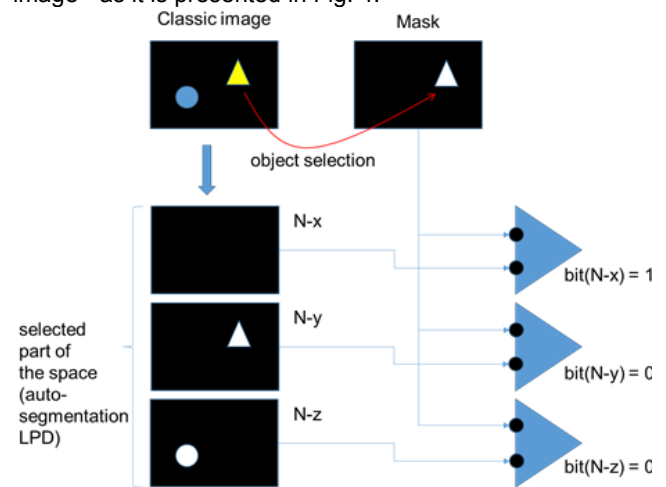 image - as it is presented in Fig. 4.
Classic image
Mask
object selection
N-x
bit(N-x) = 1
N-y
selected
part of
the space
(auto-
segmentation
LPD)
bit(N-y) = 0
N-z
bit(N-z) = 0